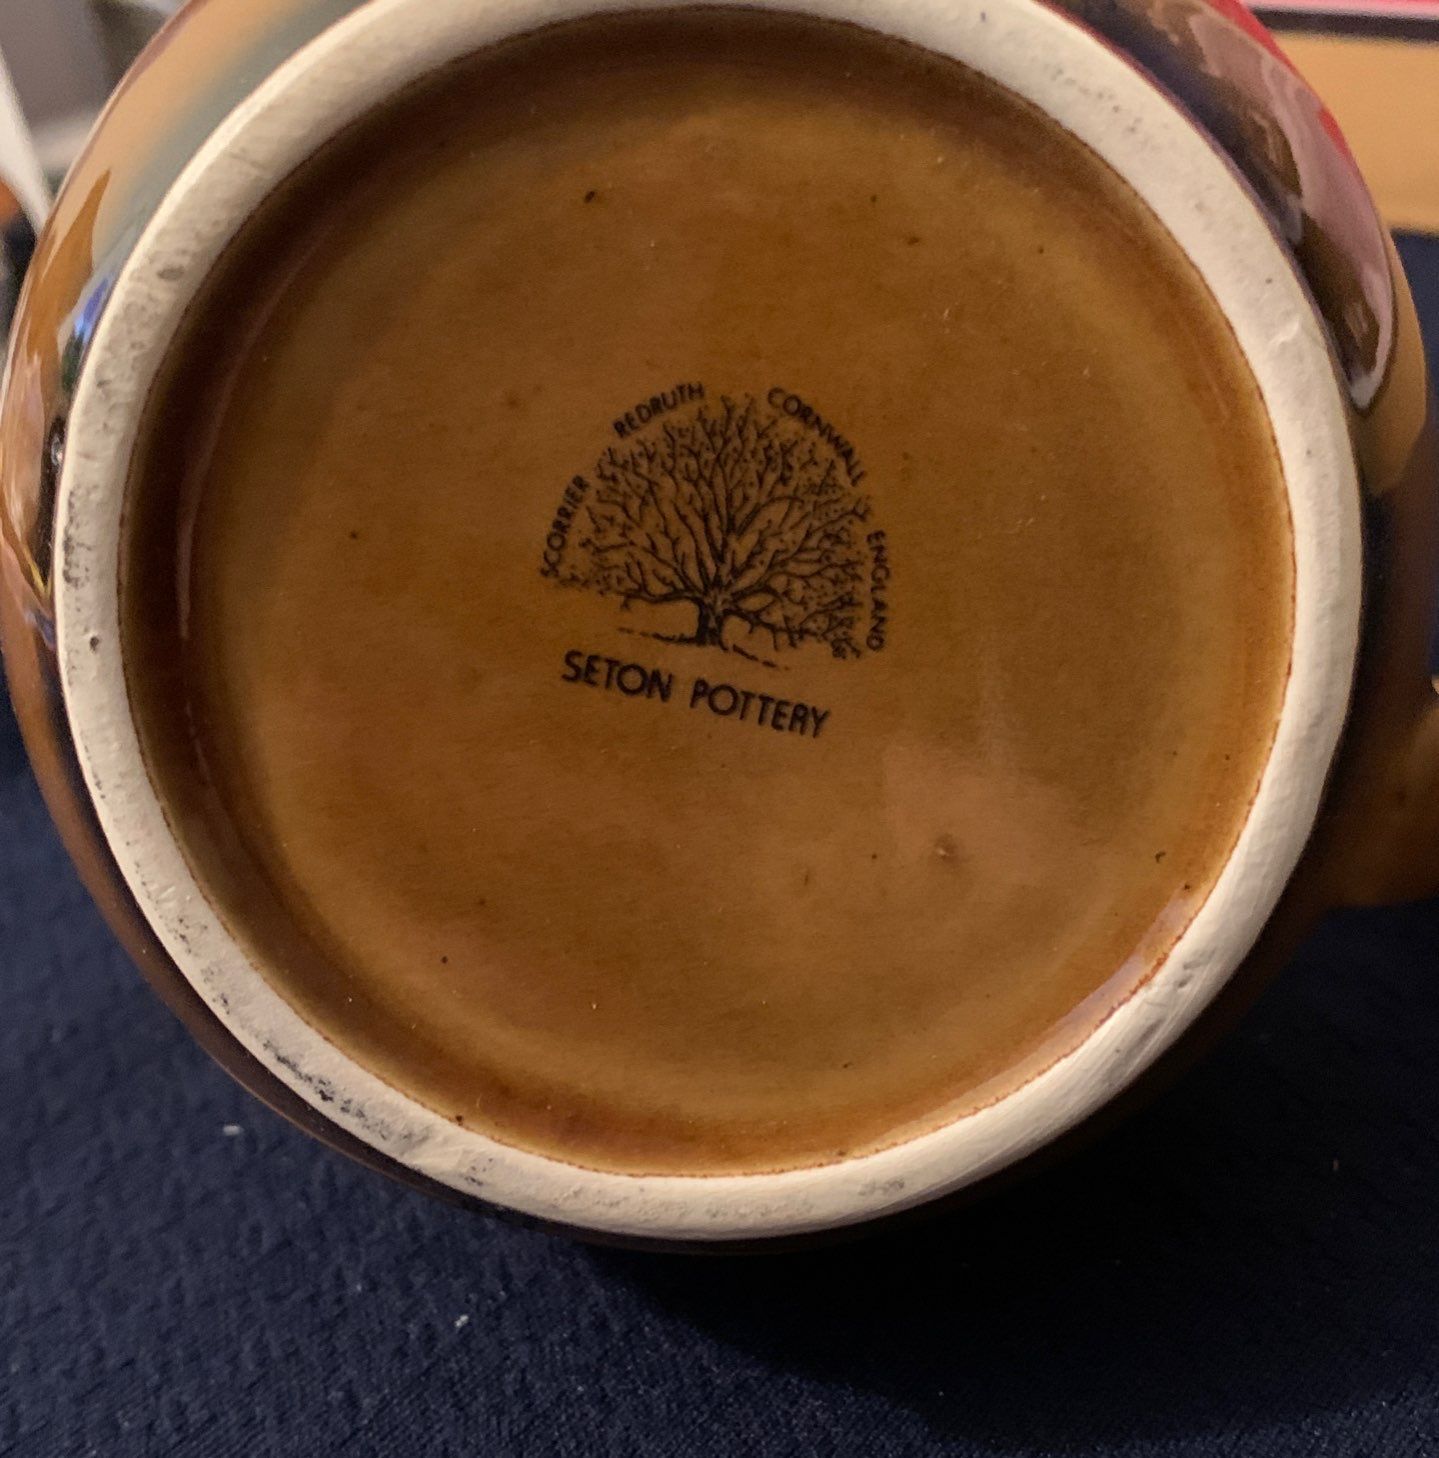 SCORRIER REDRUTH CORNWALL ENGLAND
SETON POTTERY